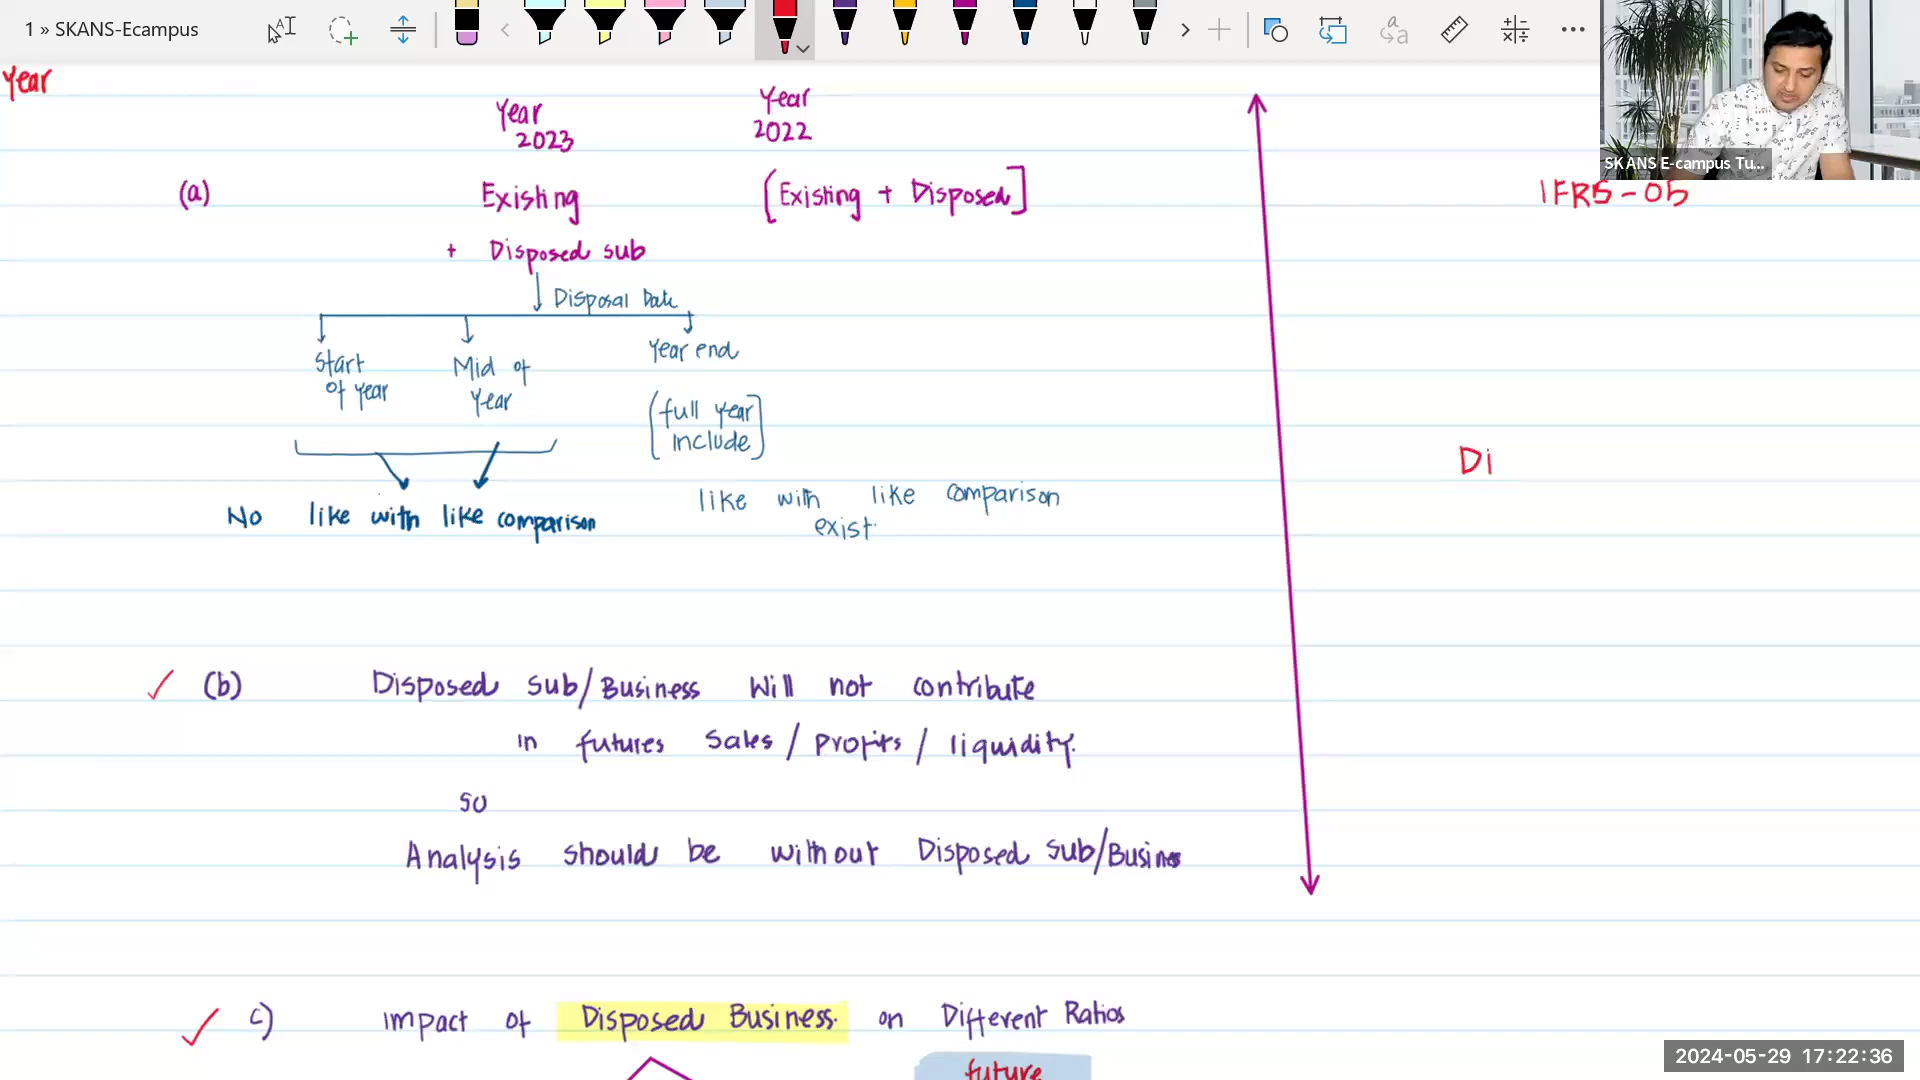 1 » SKANS-Ecampus
Year
Year 2023
Year 2022
SKANS E-campus Tu...
IFRS-05
(a)
Existing
[Existing + Disposed]
+ Disposed sub
Disposal Date
Start of year
Mid of Year
Year end
[full year include]
No like with like comparison
like with like comparison exist
Di
(b) Disposed sub/Business Will not contribute
in futures Sales / profits / liquidity.
so
Analysis should be without Disposed sub/Busines
c) impact of Disposed Business. on Different Ratios
future
2024-05-29 17:22:36